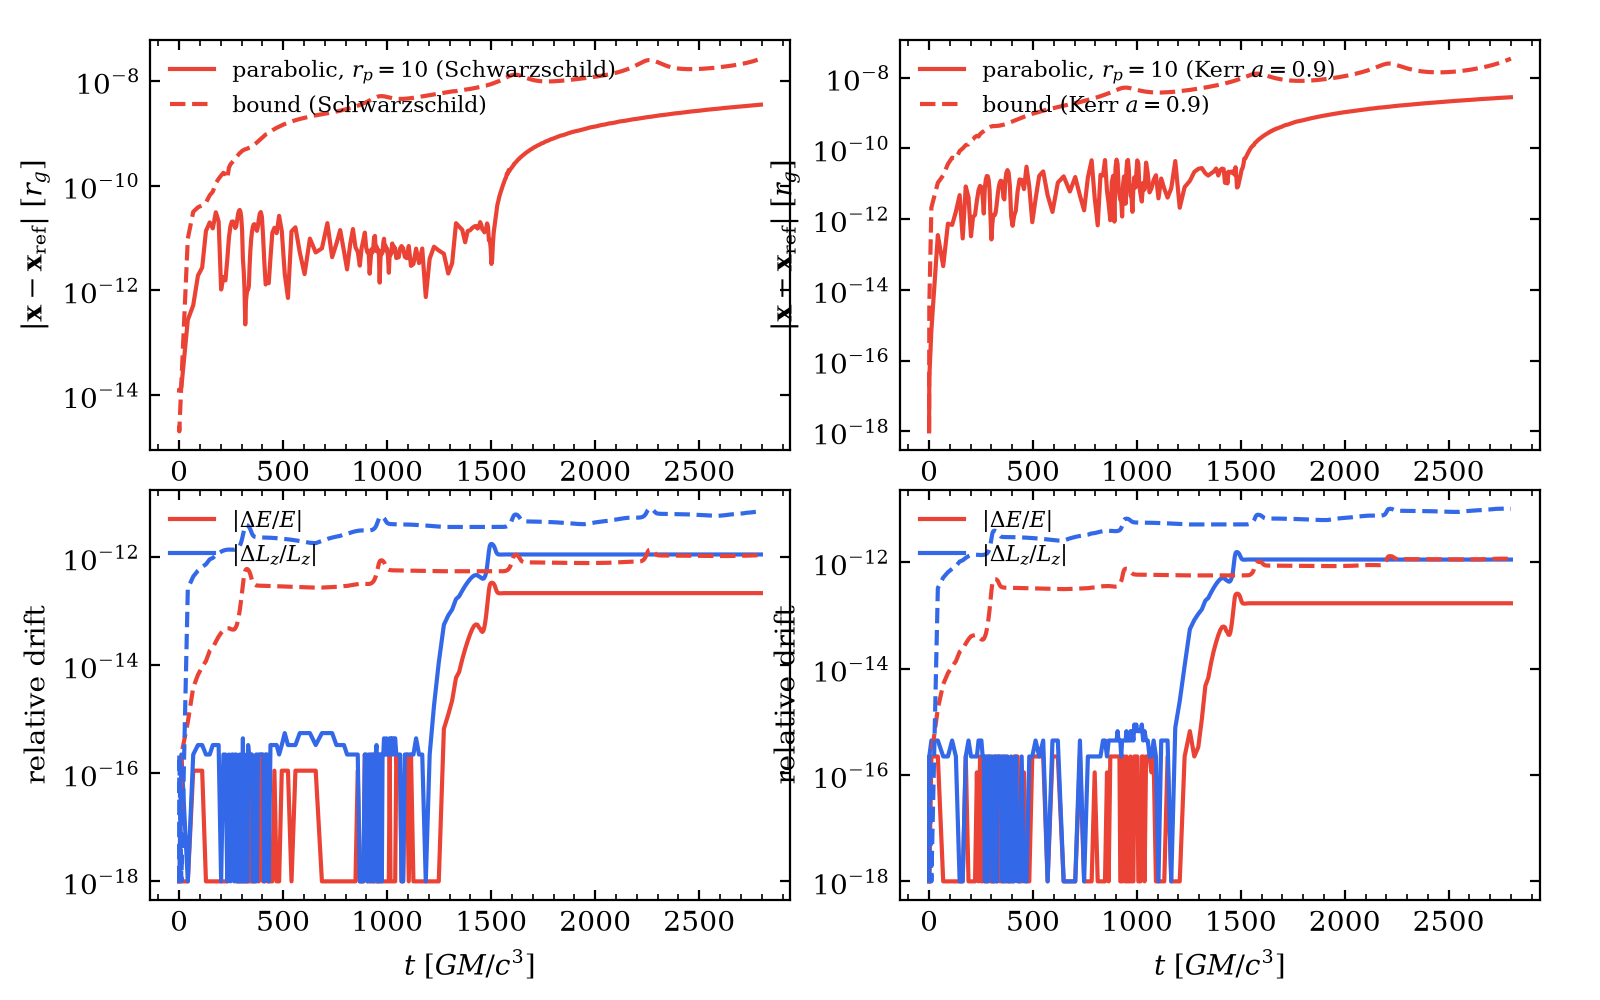 |x − x_ref| [r_g]
10⁻⁸
10⁻¹⁰
10⁻¹²
10⁻¹⁴
parabolic, r_p = 10 (Schwarzschild)
bound (Schwarzschild)
0 500 1000 1500 2000 2500
|x − x_ref| [r_g]
10⁻⁸
10⁻¹⁰
10⁻¹²
10⁻¹⁴
10⁻¹⁶
10⁻¹⁸
parabolic, r_p = 10 (Kerr a = 0.9)
bound (Kerr a = 0.9)
0 500 1000 1500 2000 2500
relative drift
10⁻¹²
10⁻¹⁴
10⁻¹⁶
10⁻¹⁸
|ΔE/E|
|ΔL_z/L_z|
0 500 1000 1500 2000 2500
t [GM/c³]
relative drift
10⁻¹²
10⁻¹⁴
10⁻¹⁶
10⁻¹⁸
|ΔE/E|
|ΔL_z/L_z|
0 500 1000 1500 2000 2500
t [GM/c³]